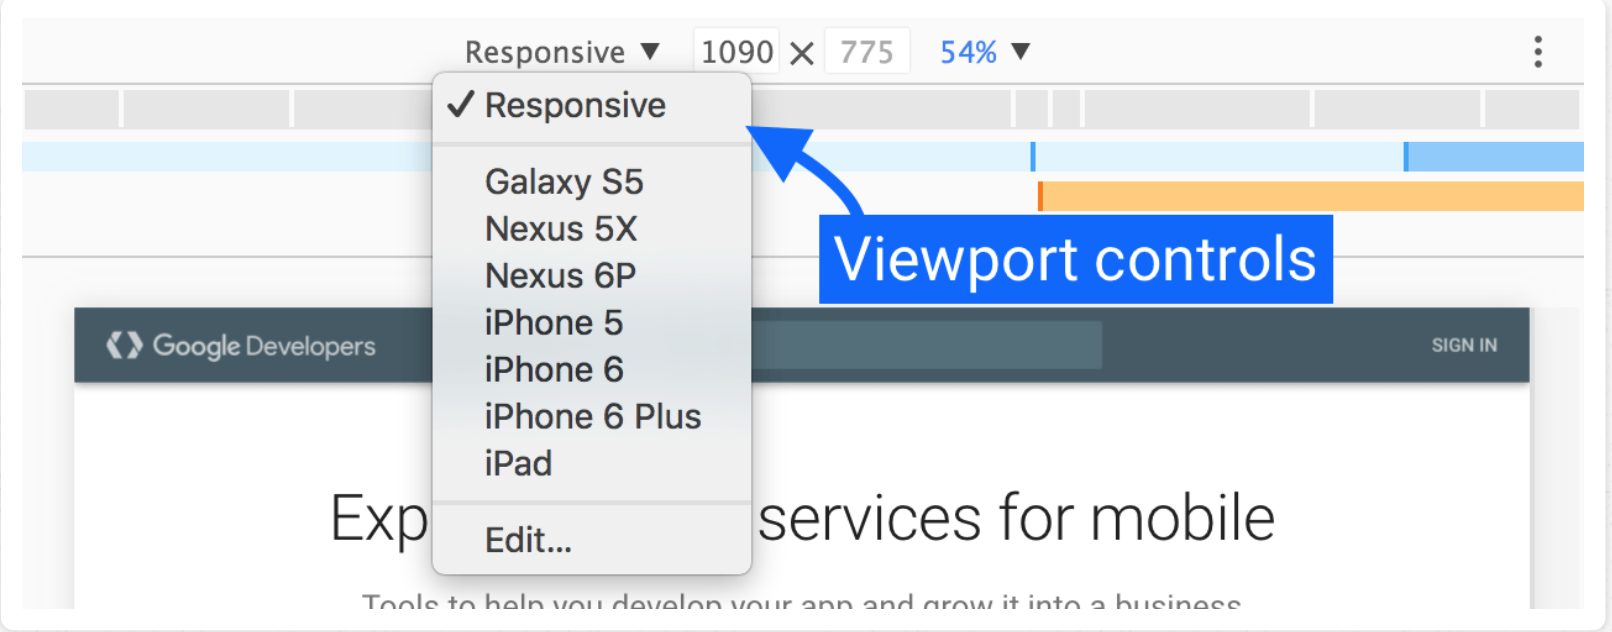 Responsive ▼ 1090 × 775 54% ▼
✓ Responsive
Galaxy S5
Nexus 5X
Nexus 6P
iPhone 5
iPhone 6
iPhone 6 Plus
iPad
Edit...
Viewport controls
Google Developers
SIGN IN
Exp services for mobile
Tools to help you develop your app and grow it into a business